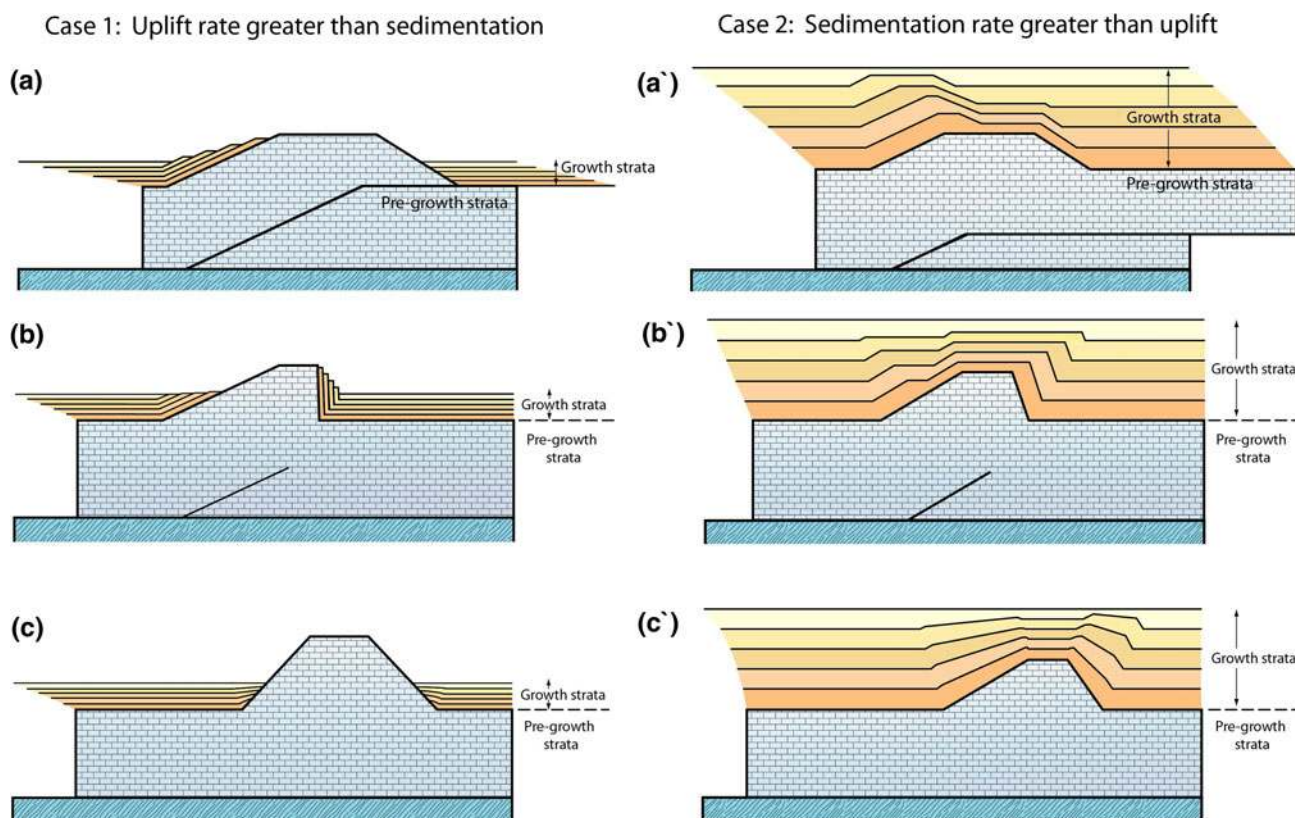 Case 1: Uplift rate greater than sedimentation
Case 2: Sedimentation rate greater than uplift
(a)
Growth strata
Pre-growth strata
(a`)
Growth strata
Pre-growth strata
(b)
Growth strata
Pre-growth
strata
(b`)
Growth strata
Pre-growth
strata
(c)
Growth strata
Pre-growth
strata
(c`)
Growth strata
Pre-growth
strata